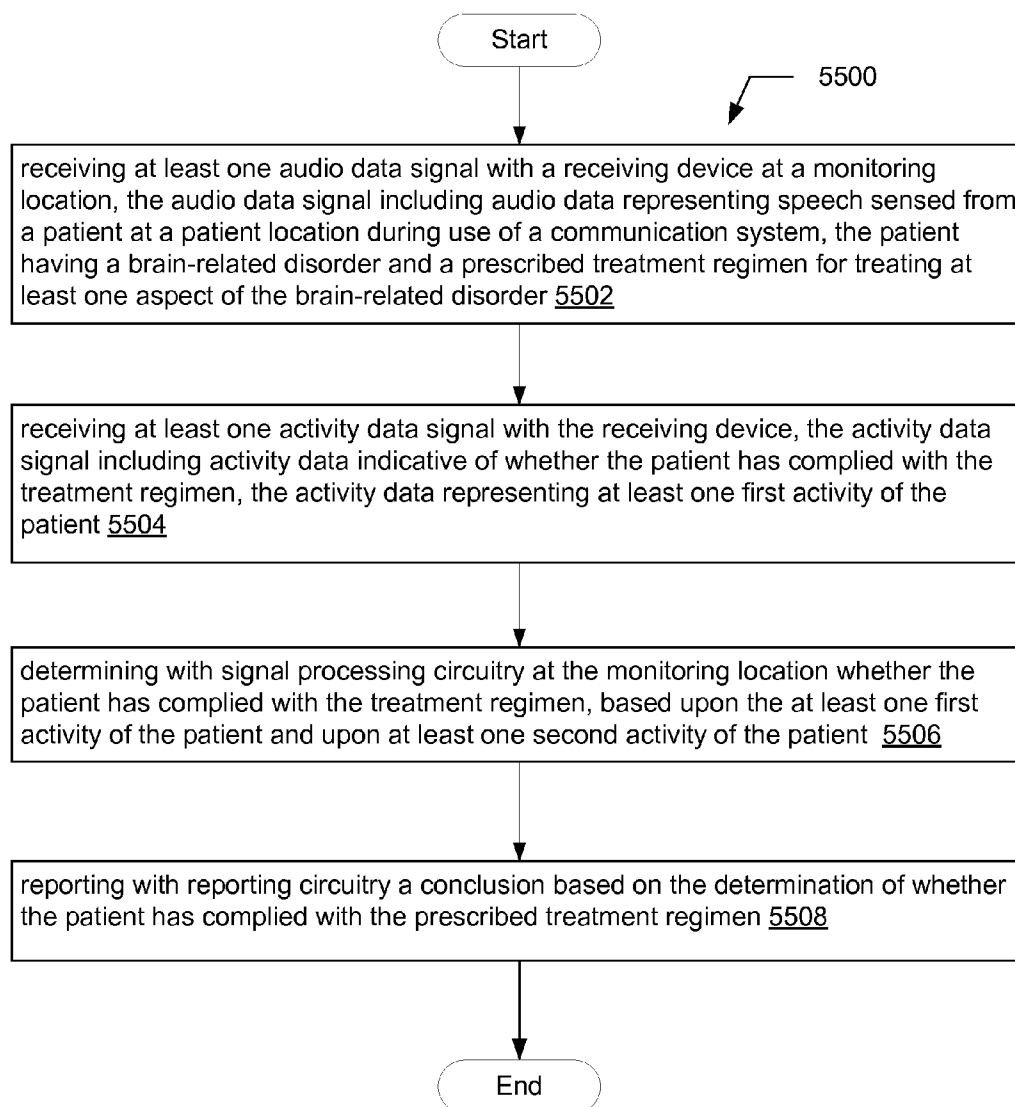 Start
5500
receiving at least one audio data signal with a receiving device at a monitoring
location, the audio data signal including audio data representing speech sensed from
a patient at a patient location during use of a communication system, the patient
having a brain-related disorder and a prescribed treatment regimen for treating at
least one aspect of the brain-related disorder 5502
receiving at least one activity data signal with the receiving device, the activity data
signal including activity data indicative of whether the patient has complied with the
treatment regimen, the activity data representing at least one first activity of the
patient 5504
determining with signal processing circuitry at the monitoring location whether the
patient has complied with the treatment regimen, based upon the at least one first
activity of the patient and upon at least one second activity of the patient 5506
reporting with reporting circuitry a conclusion based on the determination of whether
the patient has complied with the prescribed treatment regimen 5508
End